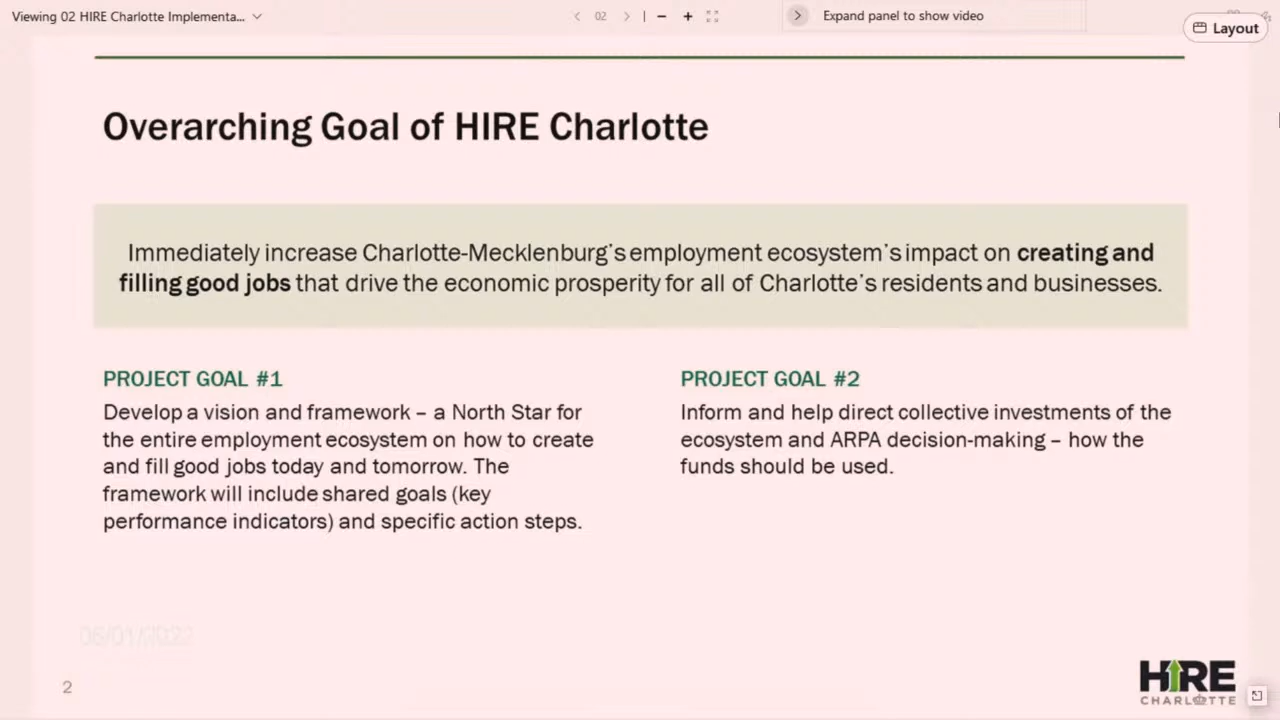 Viewing 02 HIRE Charlotte Implementa...
02
Expand panel to show video
Layout
Overarching Goal of HIRE Charlotte
Immediately increase Charlotte-Mecklenburg's employment ecosystem's impact on creating and
filling good jobs that drive the economic prosperity for all of Charlotte's residents and businesses.
PROJECT GOAL #1
Develop a vision and framework – a North Star for
the entire employment ecosystem on how to create
and fill good jobs today and tomorrow. The
framework will include shared goals (key
performance indicators) and specific action steps.
PROJECT GOAL #2
Inform and help direct collective investments of the
ecosystem and ARPA decision-making – how the
funds should be used.
2
HIRE
CHARLOTTE